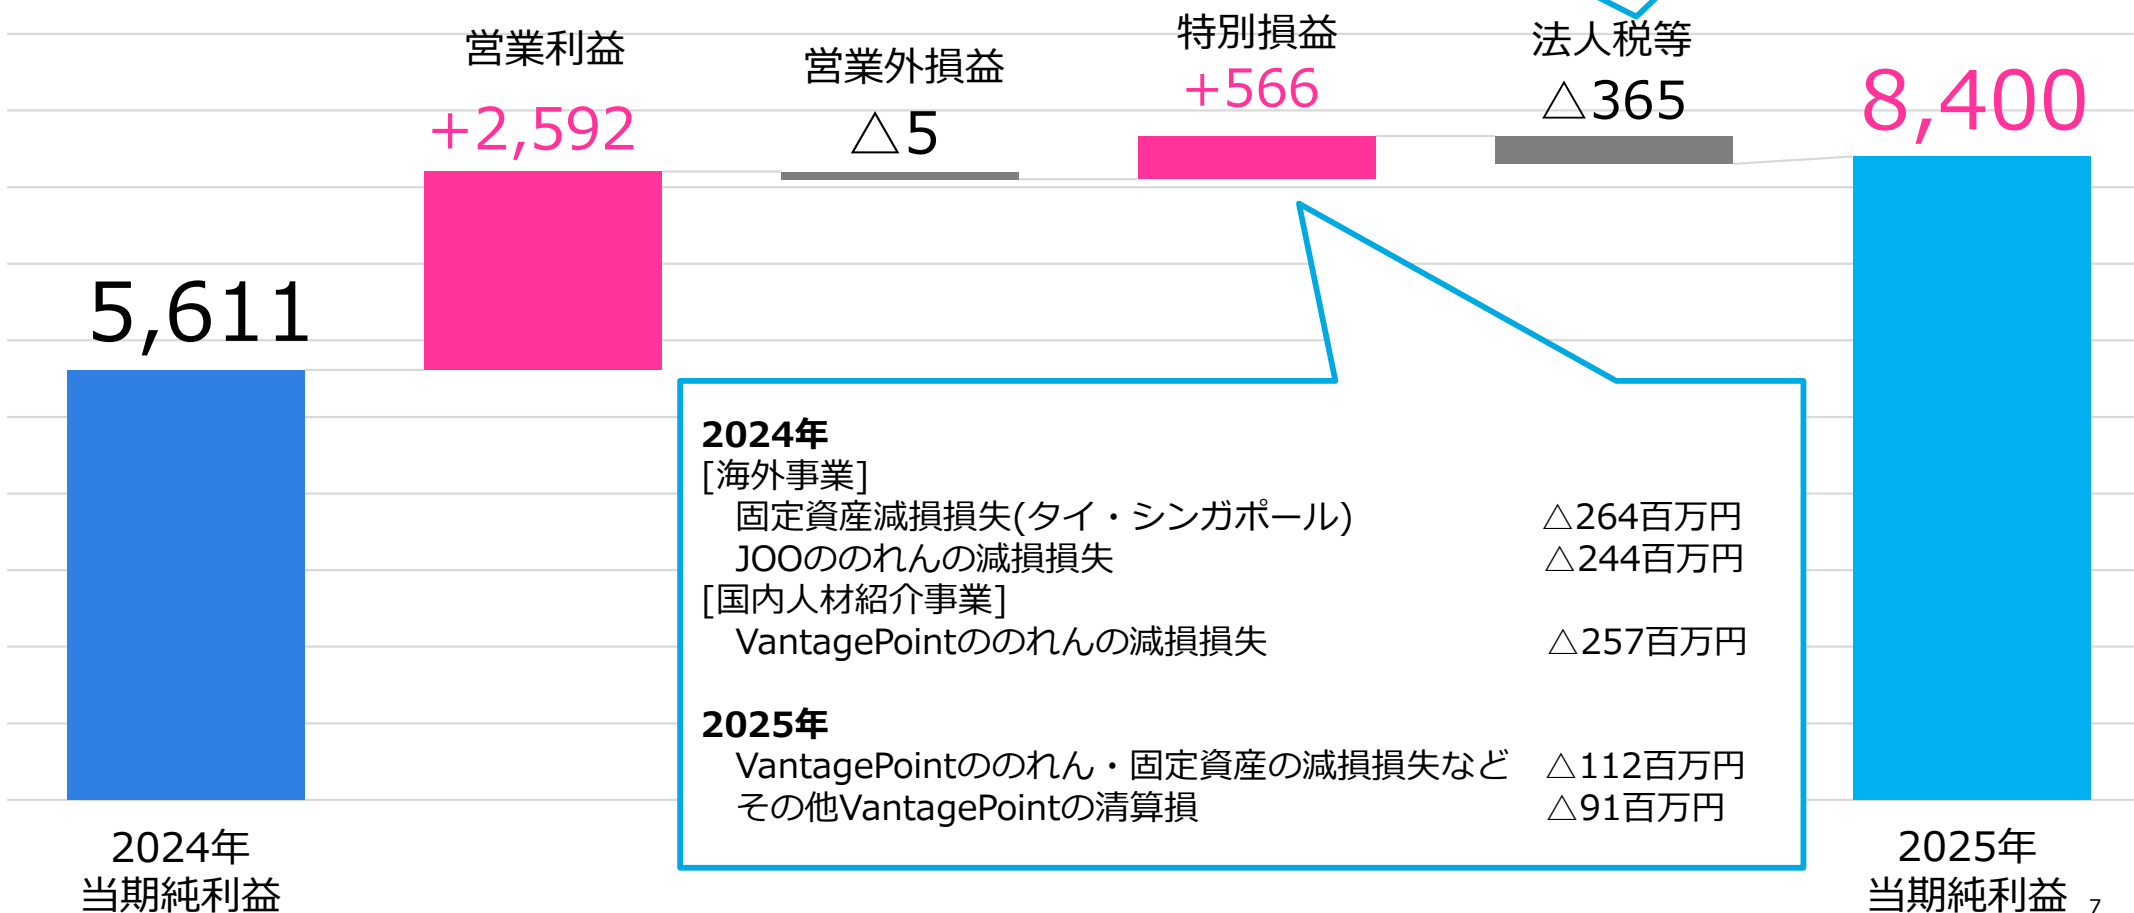 営業利益
+2,592
営業外損益
△5
特別損益
+566
法人税等
△365
8,400
5,611
2024年
[海外事業]
固定資産減損損失(タイ・シンガポール) △264百万円
JOOののれんの減損損失 △244百万円
[国内人材紹介事業]
VantagePointののれんの減損損失 △257百万円
2025年
VantagePointののれん・固定資産の減損損失など △112百万円
その他VantagePointの清算損 △91百万円
2024年
当期純利益
2025年
当期純利益
7